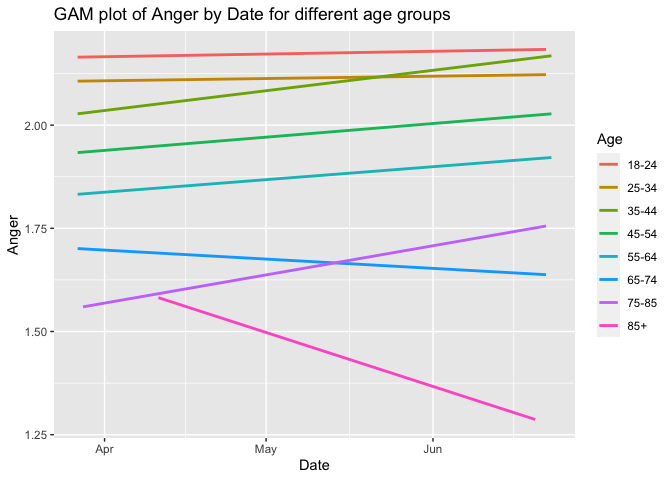 GAM plot of Anger by Date for different age groups
Anger
2.00
1.75
1.50
1.25
Apr
May
Jun
Date
Age
18-24
25-34
35-44
45-54
55-64
65-74
75-85
85+